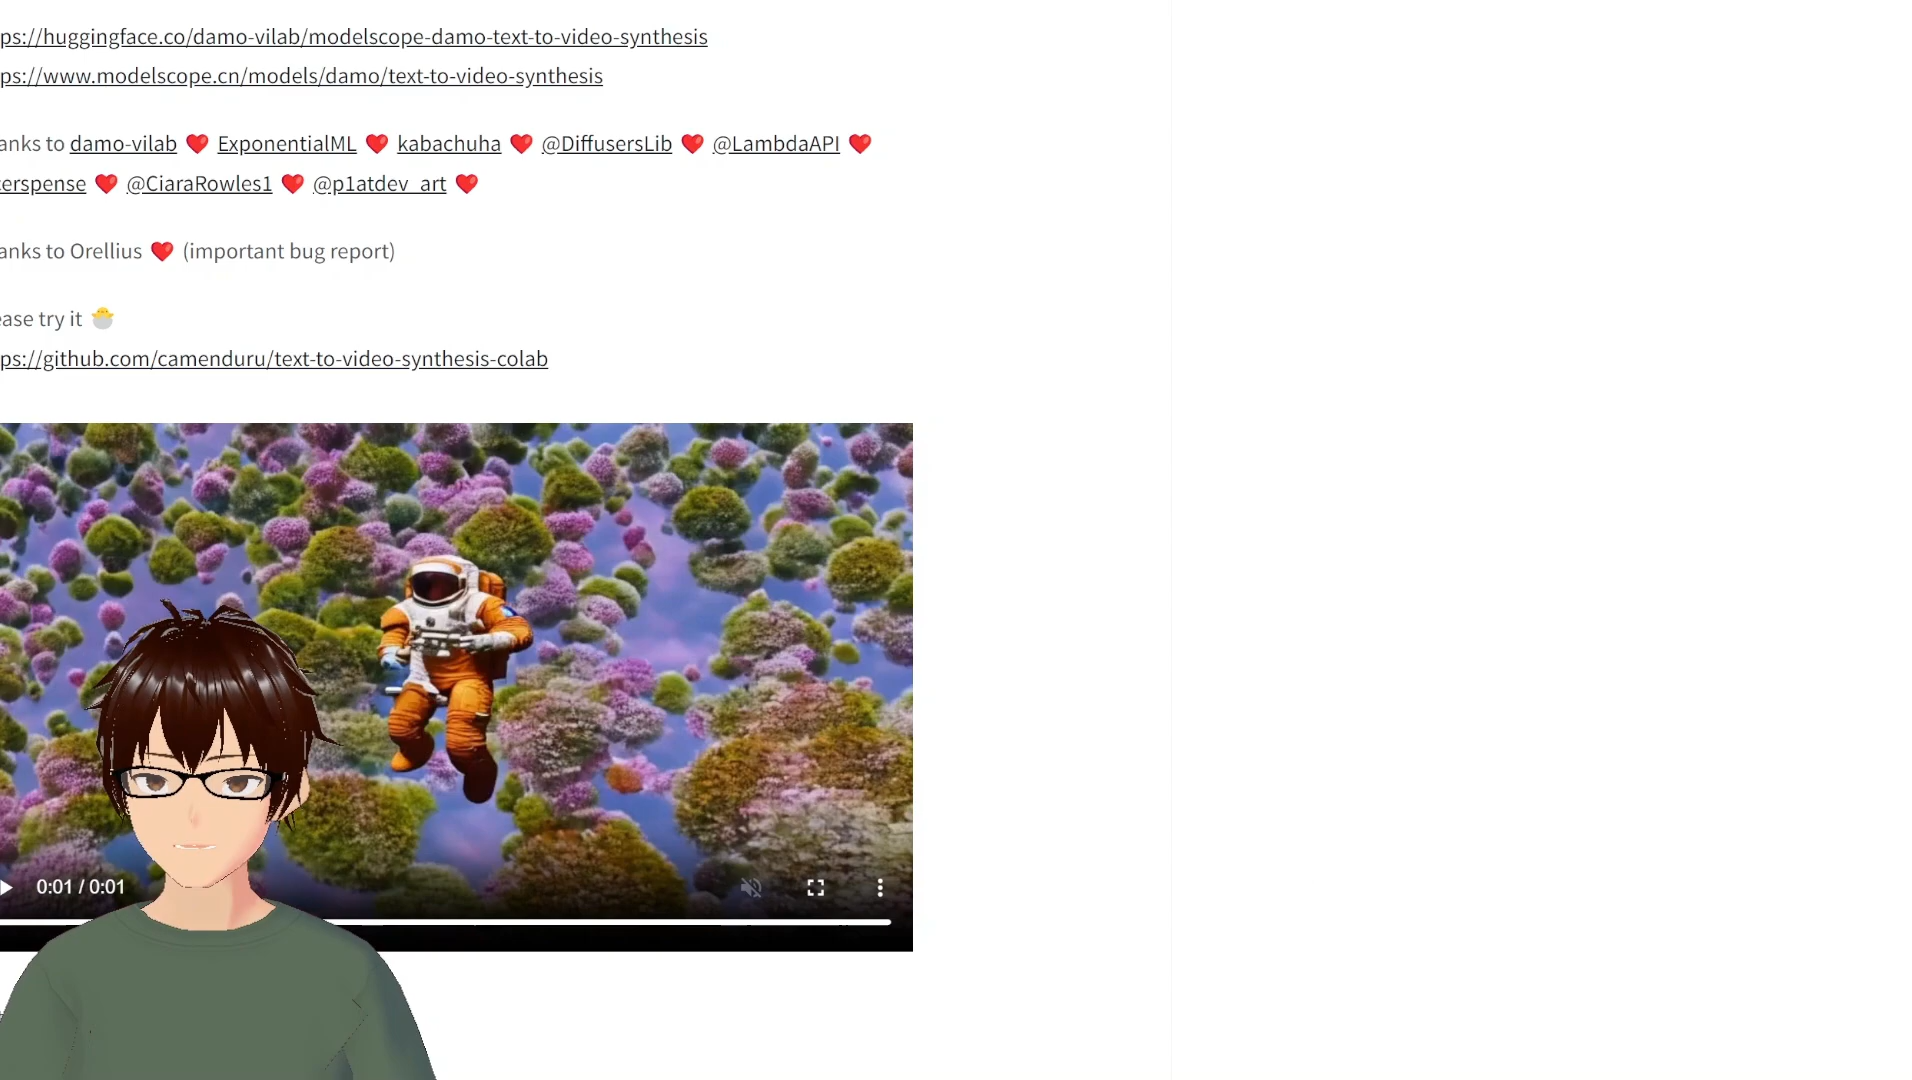 ps://huggingface.co/damo-vilab/modelscope-damo-text-to-video-synthesis
ps://www.modelscope.cn/models/damo/text-to-video-synthesis
anks to damo-vilab ❤️ ExponentialML ❤️ kabachuha ❤️ @DiffusersLib ❤️ @LambdaAPI ❤️
erspense ❤️ @CiaraRowles1 ❤️ @p1atdev_art ❤️
anks to Orellius ❤️ (important bug report)
ease try it 🐣
ps://github.com/camenduru/text-to-video-synthesis-colab
0:01 / 0:01